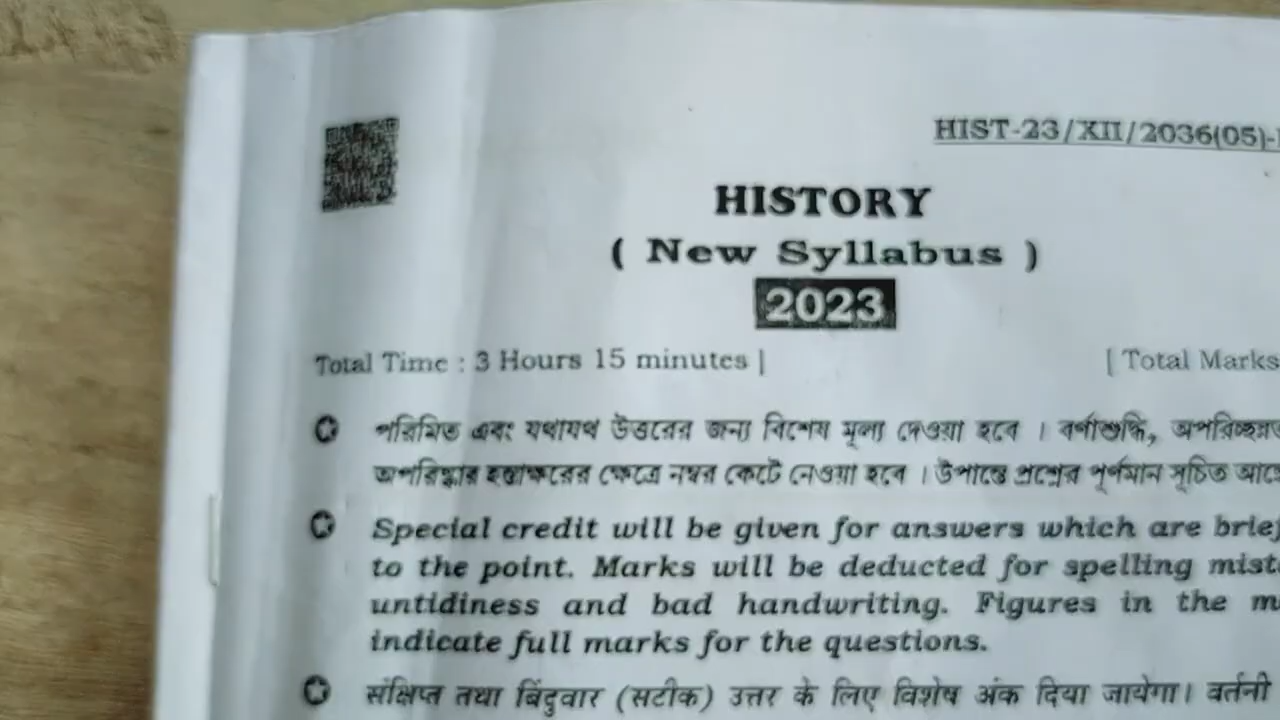 HIST-23/XII/2036(05)-
HISTORY
( New Syllabus )
2023
Total Time : 3 Hours 15 minutes ] [ Total Marks
পরিমিত এবং যথাযথ উত্তরের জন্য বিশেষ মূল্য দেওয়া হবে । বর্ণাশুদ্ধি,
অপরিষ্কার হস্তাক্ষরের ক্ষেত্রে নম্বর কেটে নেওয়া হবে । উপান্তে প্রশ্নের পূর্ণমান সূচিত
Special credit will be given for answers which are
to the point. Marks will be deducted for spelling
untidiness and bad handwriting. Figures in the
indicate full marks for the questions.
संक्षिप्त तथा बिंदुवार (सटीक) उत्तर के लिए विशेष अंक दिया जायेगा। वर्तनी